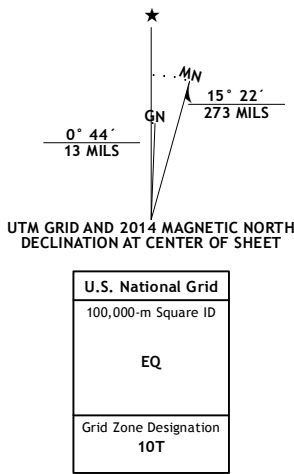 ★
MN
GN
15° 22´
273 MILS
0° 44´
13 MILS
UTM GRID AND 2014 MAGNETIC NORTH
DECLINATION AT CENTER OF SHEET
U.S. National Grid
100,000-m Square ID
EQ
Grid Zone Designation
10T